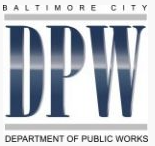 BALTIMORE CITY
DPW
DEPARTMENT OF PUBLIC WORKS